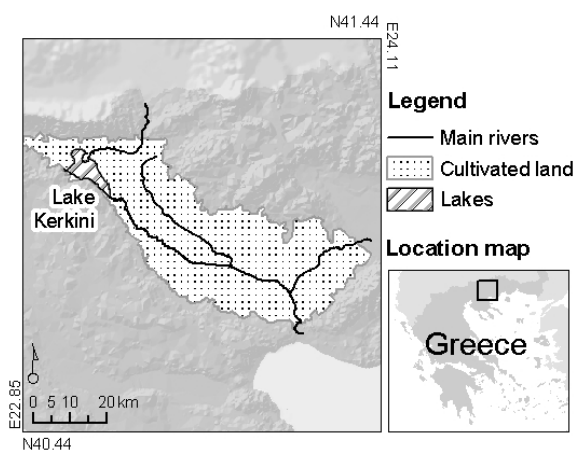 N41.44
E24.11
Legend
Main rivers
Cultivated land
Lakes
Lake
Kerkini
Location map
Greece
0 5 10 20 km
E22.85
N40.44